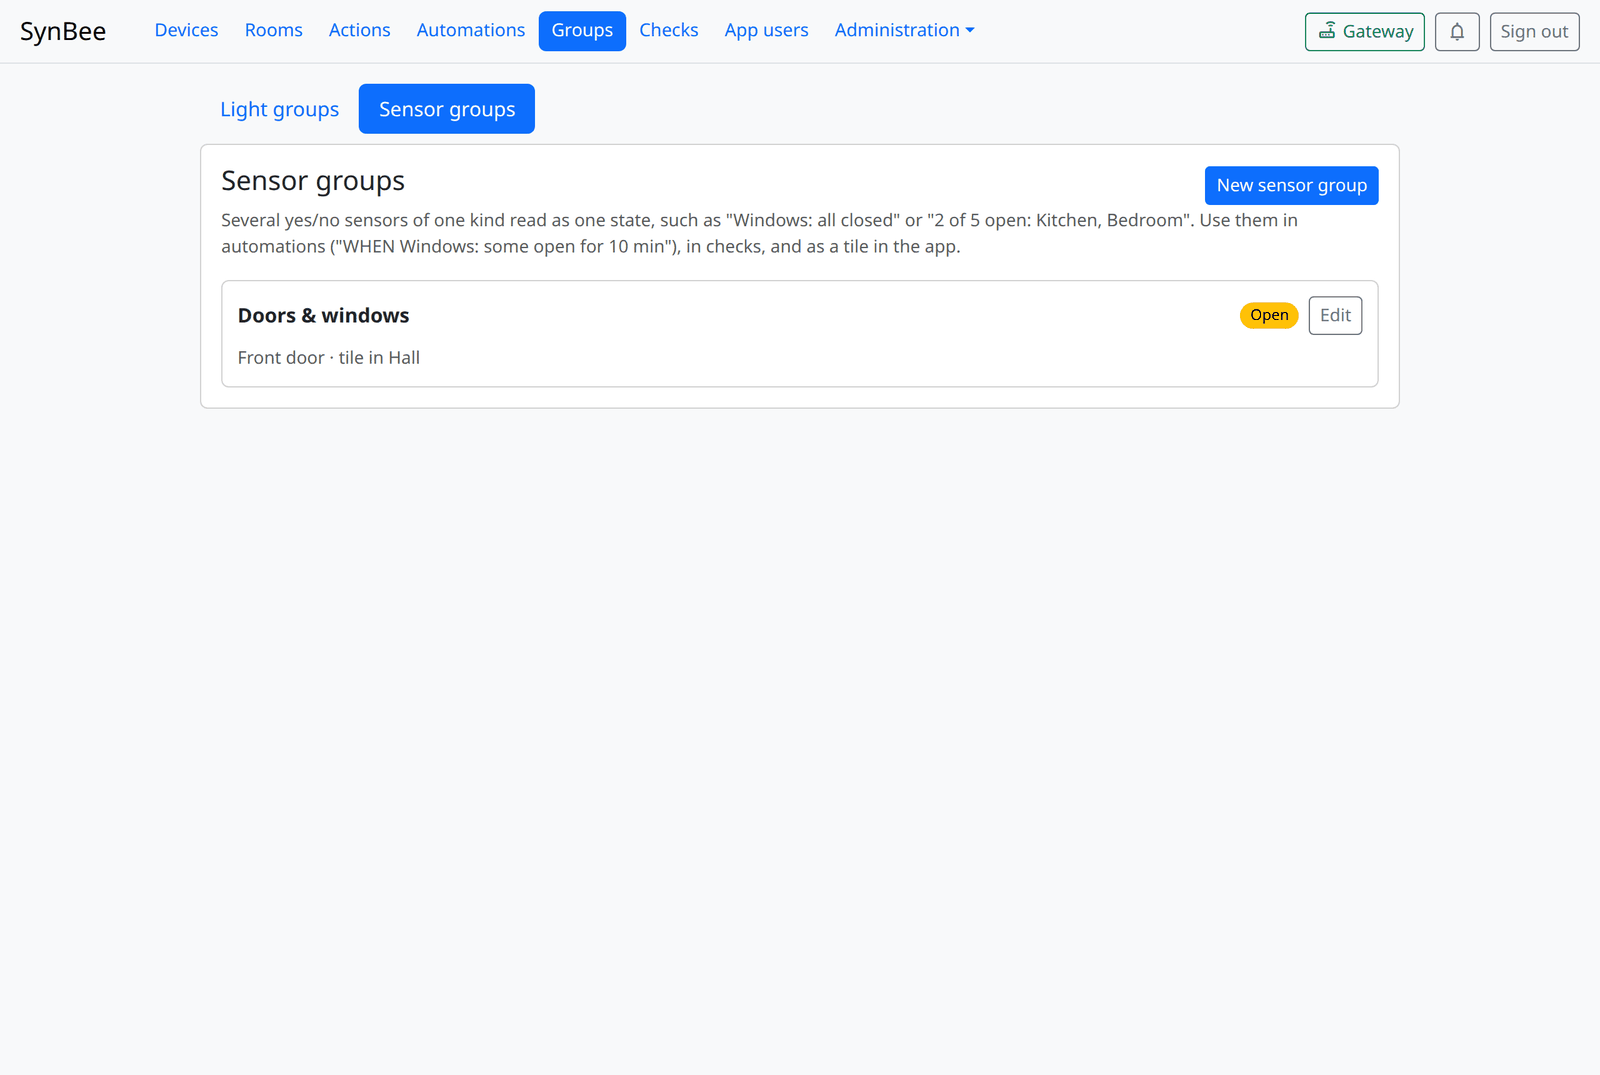 SynBee
Devices
Rooms
Actions
Automations
Groups
Checks
App users
Administration
Gateway
Sign out
Light groups
Sensor groups
Sensor groups
New sensor group
Several yes/no sensors of one kind read as one state, such as "Windows: all closed" or "2 of 5 open: Kitchen, Bedroom". Use them in
automations ("WHEN Windows: some open for 10 min"), in checks, and as a tile in the app.
Doors & windows
Open
Edit
Front door · tile in Hall